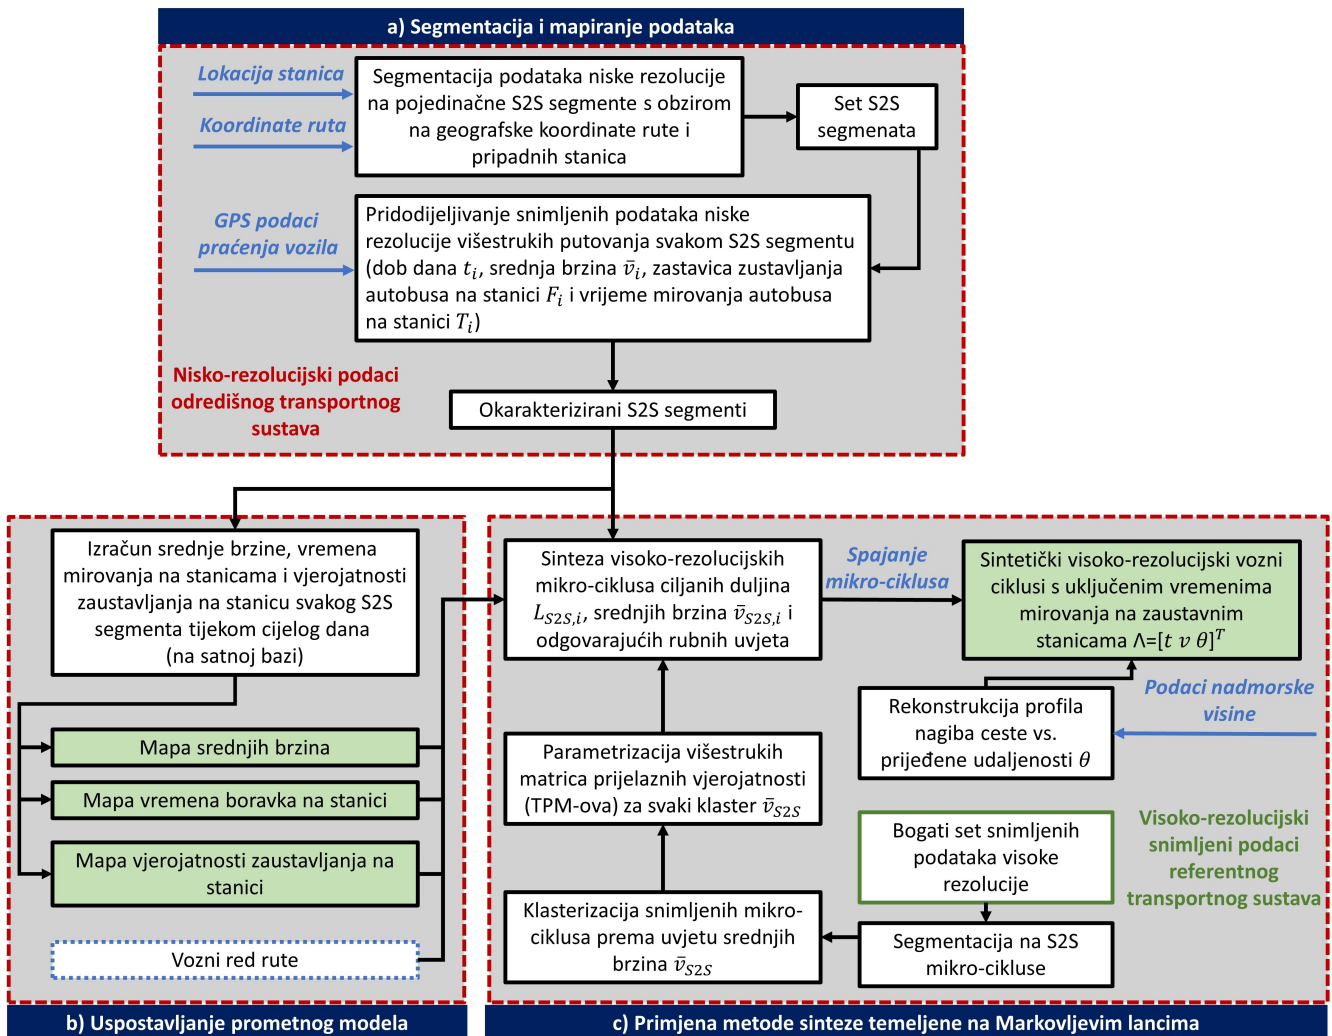 a) Segmentacija i mapiranje podataka
Lokacija stanica
Koordinate ruta
Segmentacija podataka niske rezolucije
na pojedinačne S2S segmente s obzirom
na geografske koordinate rute i
pripadnih stanica
Set S2S
segmenata
GPS podaci
praćenja vozila
Pridodijeljivanje snimljenih podataka niske
rezolucije višestrukih putovanja svakom S2S segmentu
(dob dana $t_i$, srednja brzina $\bar{v}_i$, zastavica zustavljanja
autobusa na stanici $F_i$ i vrijeme mirovanja autobusa
na stanici $T_i$)
Nisko-rezolucijski podaci
odredišnog transportnog
sustava
Okarakterizirani S2S segmenti
Izračun srednje brzine, vremena
mirovanja na stanicama i vjerojatnosti
zaustavljanja na stanicu svakog S2S
segmenta tijekom cijelog dana
(na satnoj bazi)
Mapa srednjih brzina
Mapa vremena boravka na stanici
Mapa vjerojatnosti zaustavljanja na
stanici
Vozni red rute
b) Uspostavljanje prometnog modela
Sinteza visoko-rezolucijskih
mikro-ciklusa ciljanih duljina
$L_{S2S,i}$, srednjih brzina $\bar{v}_{S2S,i}$ i
odgovarajućih rubnih uvjeta
Spajanje
mikro-ciklusa
Sintetički visoko-rezolucijski vozni
ciklusi s uključenim vremenima
mirovanja na zaustavnim
stanicama $Λ=[t\ v\ θ]^T$
Rekonstrukcija profila
nagiba ceste vs.
prijeđene udaljenosti $θ$
Podaci nadmorske
visine
Parametrizacija višestrukih
matrica prijelaznih vjerojatnosti
(TPM-ova) za svaki klaster $\bar{v}_{S2S}$
Bogati set snimljenih
podataka visoke
rezolucije
Visoko-rezolucijski
snimljeni podaci
referentnog
transportnog sustava
Klasterizacija snimljenih mikro-
ciklusa prema uvjetu srednjih
brzina $\bar{v}_{S2S}$
Segmentacija na S2S
mikro-cikluse
c) Primjena metode sinteze temeljene na Markovljevim lancima